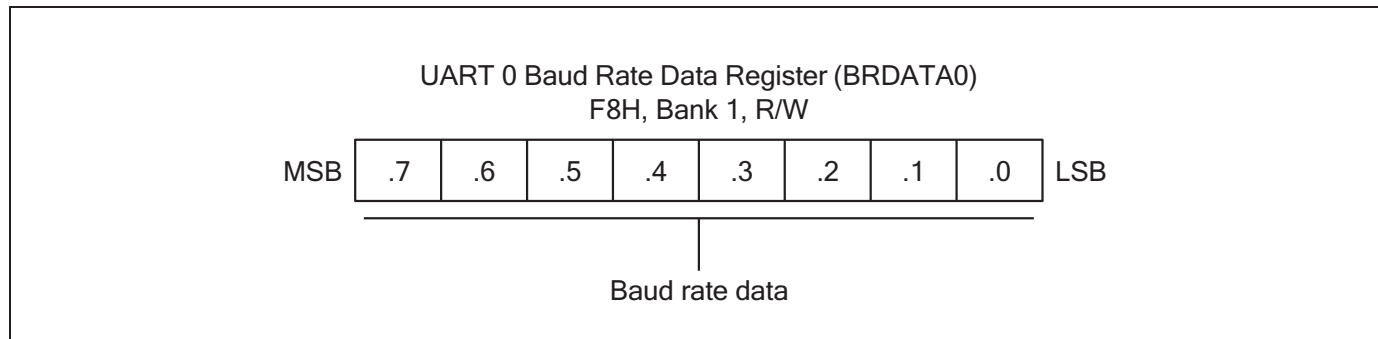 UART 0 Baud Rate Data Register (BRDATA0)
F8H, Bank 1, R/W
MSB .7 .6 .5 .4 .3 .2 .1 .0 LSB
Baud rate data